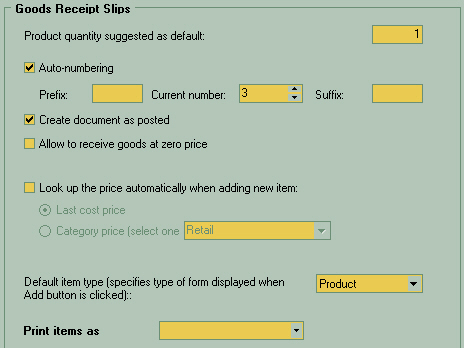 Goods Receipt Slips
Product quantity suggested as default: 1
Auto-numbering
Prefix: Current number: 3 Suffix:
Create document as posted
Allow to receive goods at zero price
Look up the price automatically when adding new item:
Last cost price
Category price (select one Retail
Default item type (specifies type of form displayed when
Add button is clicked):: Product
Print items as